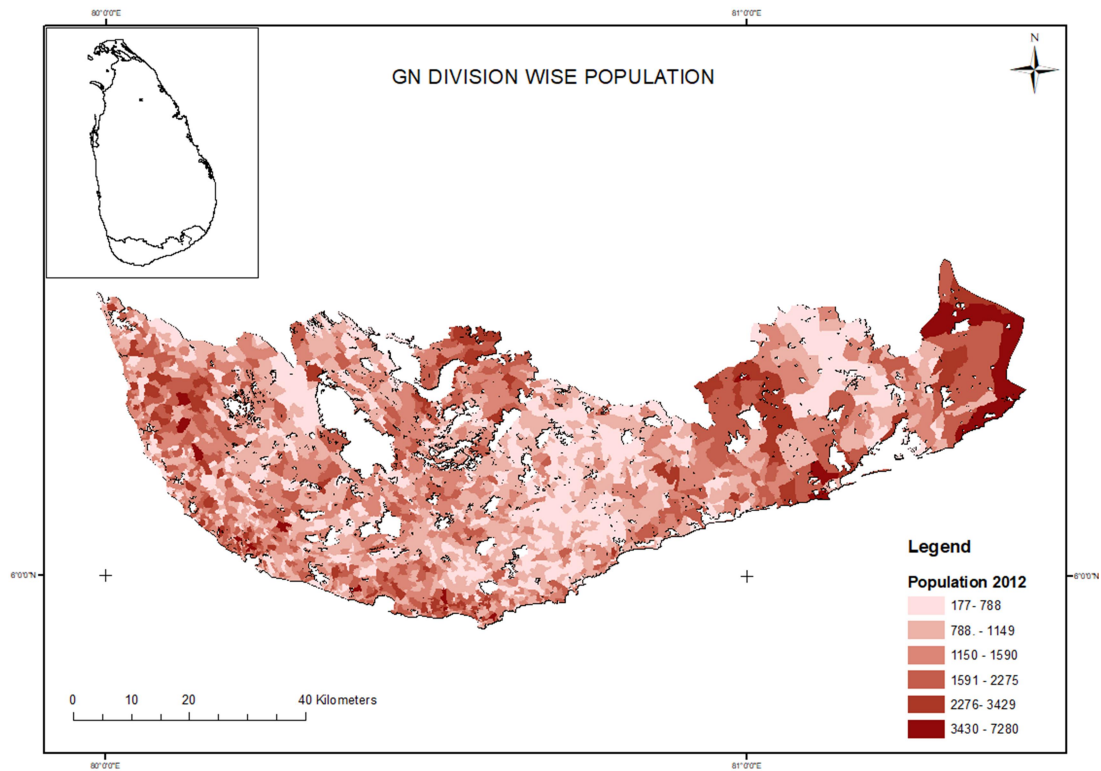 80°0'0"E
81°0'0"E
N
GN DIVISION WISE POPULATION
Legend
Population 2012
177- 788
788. - 1149
1150 - 1590
1591 - 2275
2276- 3429
3430 - 7280
6°0'0"N
6°0'0"N
0 10 20 40 Kilometers
80°0'0"E
81°0'0"E